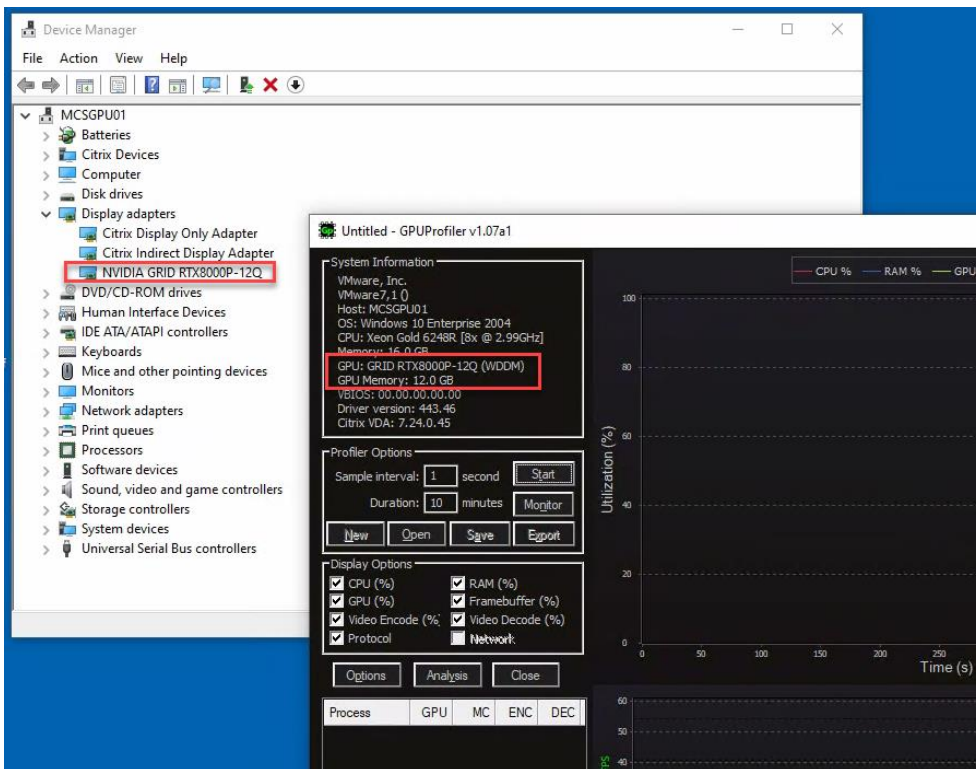 Device Manager
File Action View Help
MCSGPU01
Batteries
Citrix Devices
Computer
Disk drives
Display adapters
Citrix Display Only Adapter
Citrix Indirect Display Adapter
NVIDIA GRID RTX8000P-12Q
DVD/CD-ROM drives
Human Interface Devices
IDE ATA/ATAPI controllers
Keyboards
Mice and other pointing devices
Monitors
Network adapters
Print queues
Processors
Software devices
Sound, video and game controllers
Storage controllers
System devices
Universal Serial Bus controllers
Untitled - GPUProfiler v1.07a1
System Information
VMware, Inc.
VMware7,1 ()
Host: MCSGPU01
OS: Windows 10 Enterprise 2004
CPU: Xeon Gold 6248R [8x @ 2.99GHz]
Memory: 16.0 GB
GPU: GRID RTX8000P-12Q (WDDM)
GPU Memory: 12.0 GB
VBIOS: 00.00.00.00.00
Driver version: 443.46
Citrix VDA: 7.24.0.45
Profiler Options
Sample interval: 1 second Start
Duration: 10 minutes Monitor
New Open Save Export
Display Options
CPU (%) RAM (%)
GPU (%) Framebuffer (%)
Video Encode (% Video Decode (%)
Protocol Network
Options Analysis Close
Process GPU MC ENC DEC
CPU % RAM % GPU
Utilization (%)
100
80
60
40
20
0
0 50 100 150 200 250
Time (s)
60
50
40